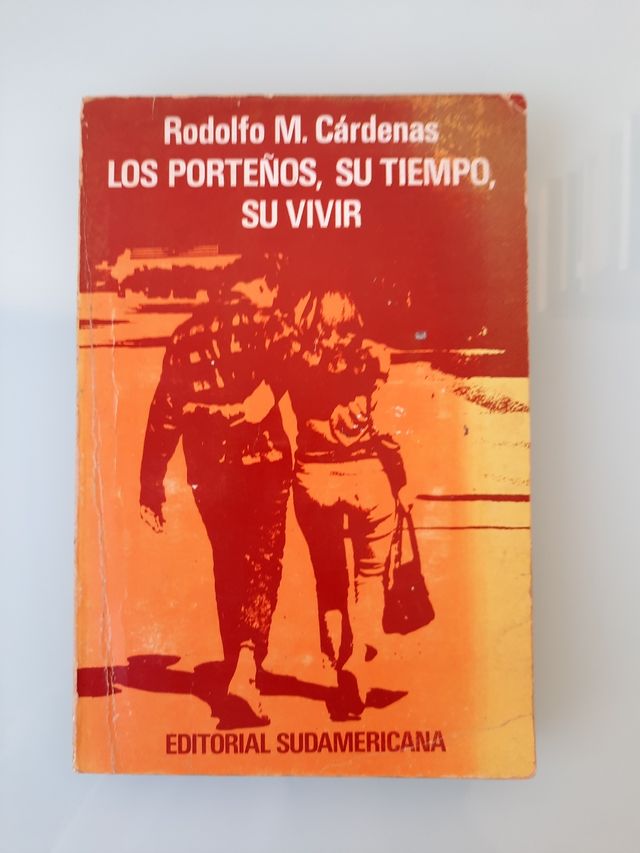 Rodolfo M. Cárdenas
LOS PORTEÑOS, SU TIEMPO,
SU VIVIR
EDITORIAL SUDAMERICANA